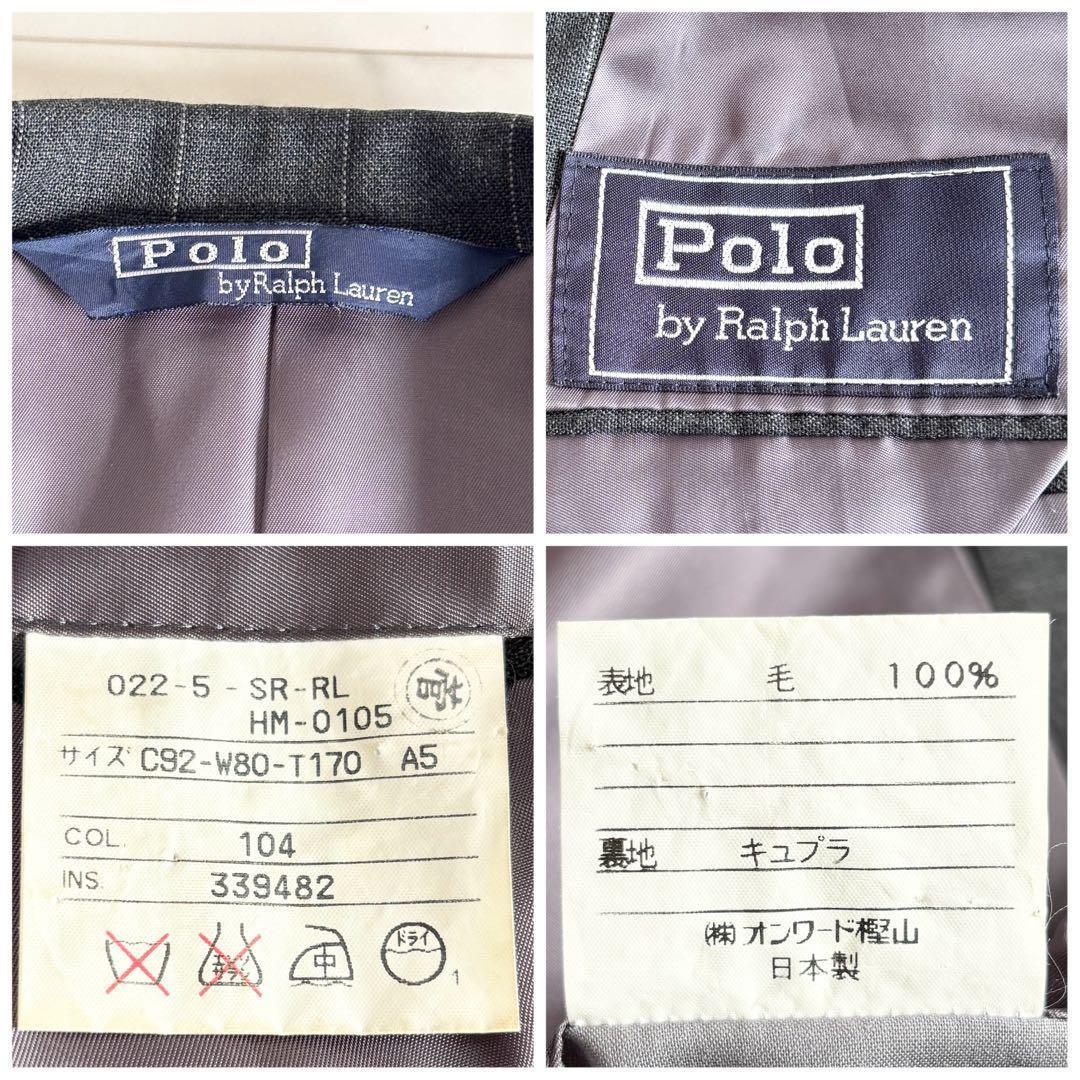 Polo
by Ralph Lauren
Polo
by Ralph Lauren
022-5-SR-RL
HM-0105
サイズ C92-W80-T170 A5
COL. 104
INS. 339482
中
ドライ
1
表地 毛 100%
裏地 キュプラ
(株)オンワード樫山
日本製